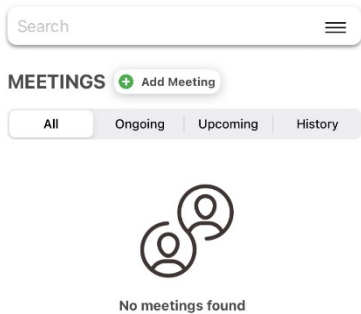 Search
MEETINGS Add Meeting
All Ongoing Upcoming History
No meetings found